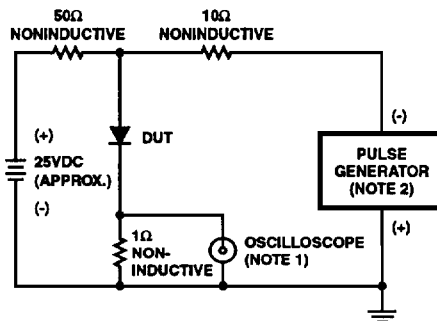 50Ω
NONINDUCTIVE
10Ω
NONINDUCTIVE
(+)
25VDC
(APPROX.)
(-)
DUT
1Ω
NON-
INDUCTIVE
OSCILLOSCOPE
(NOTE 1)
(-)
PULSE
GENERATOR
(NOTE 2)
(+)